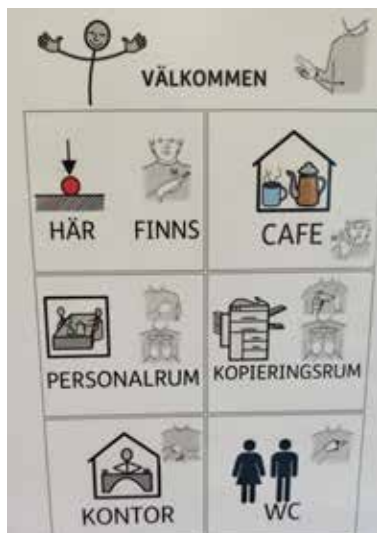 VÄLKOMMEN
HÄR FINNS
CAFE
PERSONALRUM
KOPIERINGSRUM
KONTOR
WC